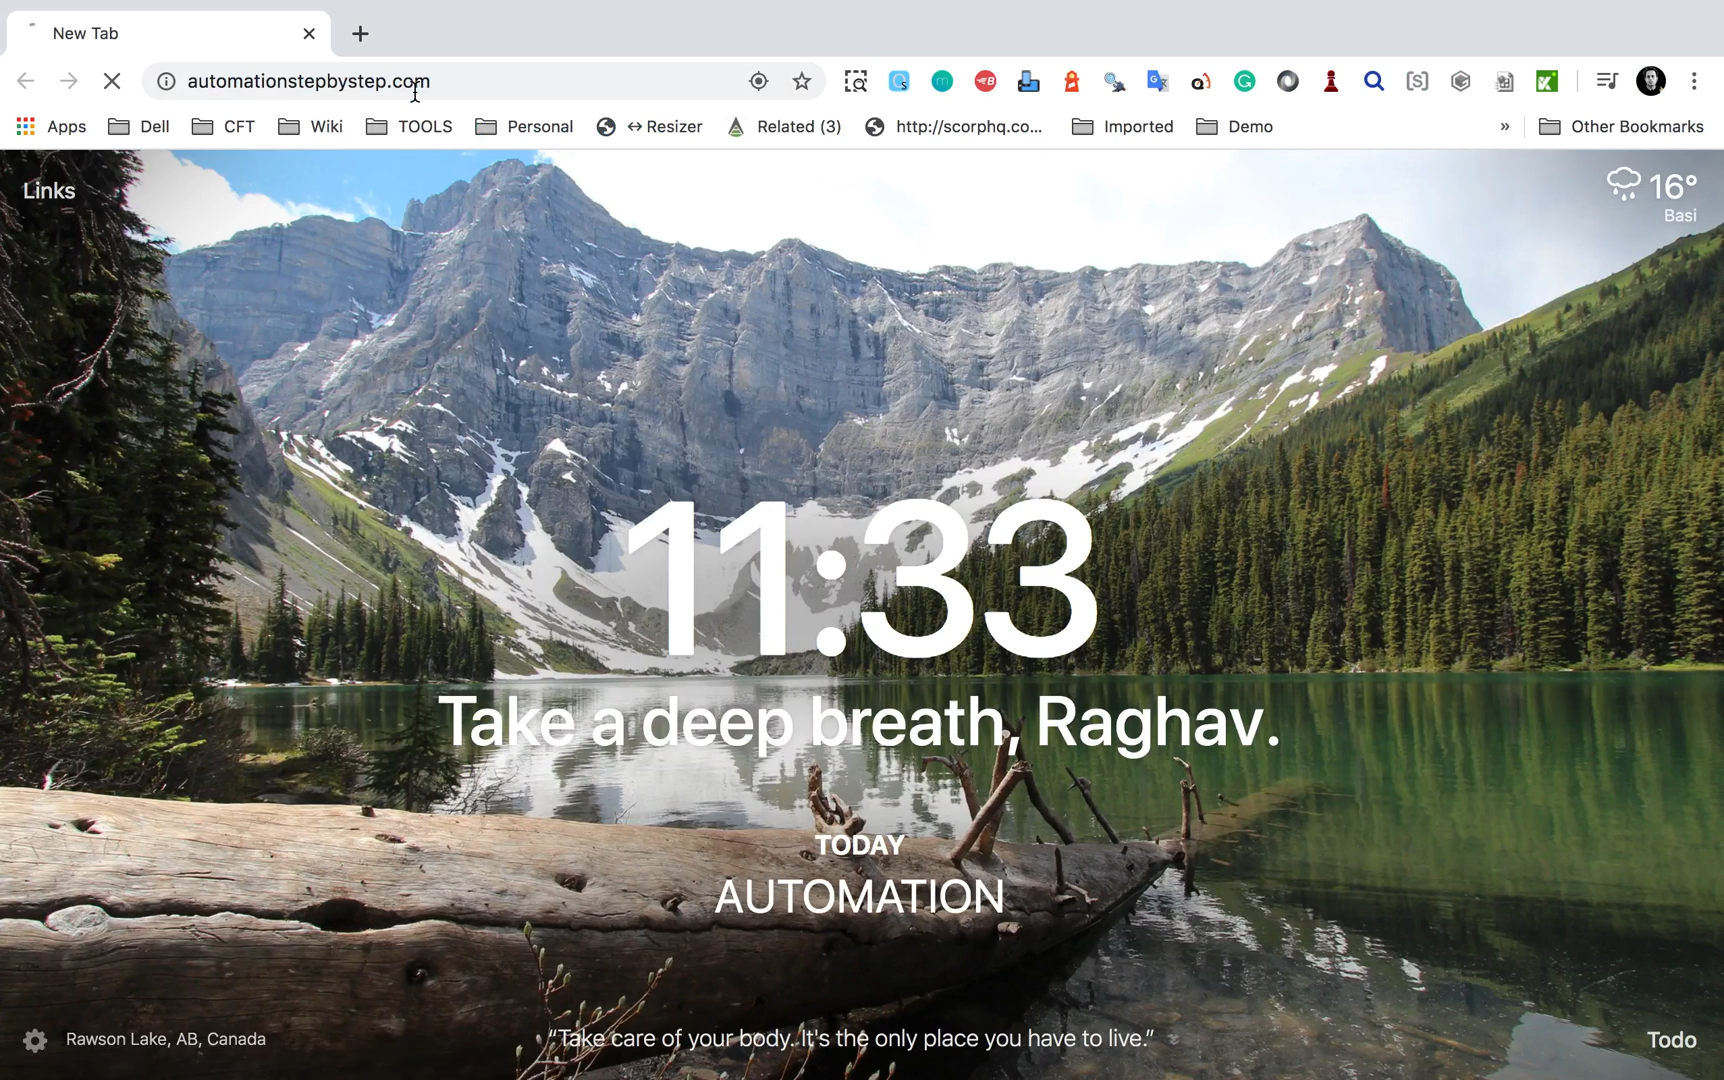 New Tab
automationstepbystep.com
Apps Dell CFT Wiki TOOLS Personal ↔Resizer Related (3) http://scorphq.co... Imported Demo » Other Bookmarks
Links
16°
Basi
11:33
Take a deep breath, Raghav.
TODAY
AUTOMATION
Rawson Lake, AB, Canada
“Take care of your body. It's the only place you have to live.”
Todo